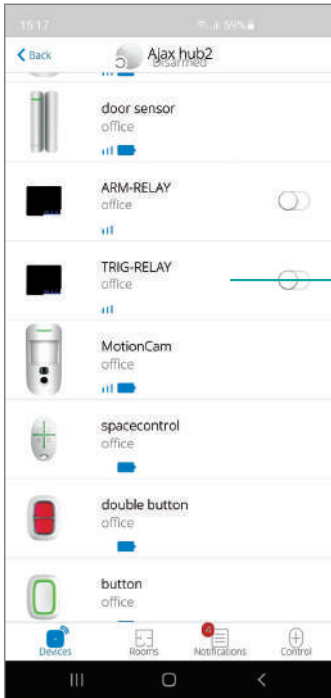 15:17
59%
Back
Ajax hub2
Disarmed
door sensor
office
ARM-RELAY
office
TRIG-RELAY
office
MotionCam
office
spacecontrol
office
double button
office
button
office
4
Devices
Rooms
Notifications
Control